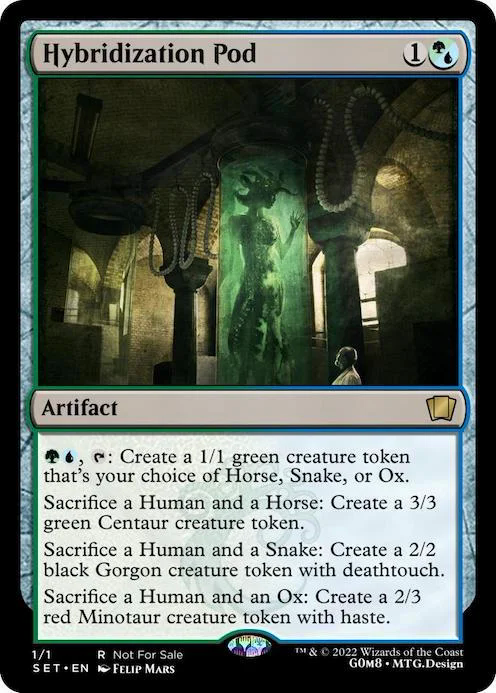 Hybridization Pod 1
Artifact
, : Create a 1/1 green creature token
that's your choice of Horse, Snake, or Ox.
Sacrifice a Human and a Horse: Create a 3/3
green Centaur creature token.
Sacrifice a Human and a Snake: Create a 2/2
black Gorgon creature token with deathtouch.
Sacrifice a Human and an Ox: Create a 2/3
red Minotaur creature token with haste.
1/1 R Not For Sale
SET • EN Felip Mars
™ & © 2022 Wizards of the Coast
G0m8 • MTG.Design